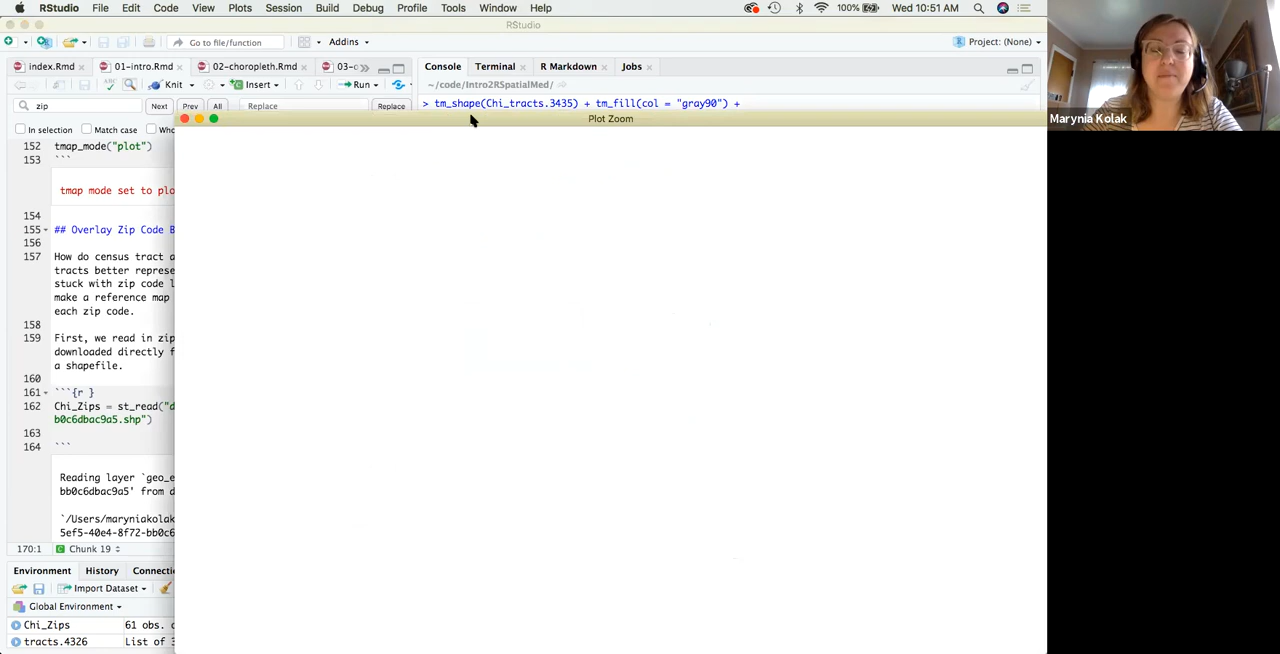 RStudio File Edit Code View Plots Session Build Debug Profile Tools Window Help 100% Wed 10:51 AM
RStudio
Go to file/function Addins Project: (None)
index.Rmd 01-intro.Rmd 02-choropleth.Rmd 03-c Console Terminal R Markdown Jobs
Knit Insert Run ~/code/Intro2RSpatialMed/
zip Next Prev All Replace Replace > tm_shape(Chi_tracts.3435) + tm_fill(col = "gray90") +
Plot Zoom
Marynia Kolak
In selection Match case Who
152 tmap_mode("plot")
153 ```
tmap mode set to plo
154
155 ## Overlay Zip Code B
156
157 How do census tract a
tracts better represe
stuck with zip code l
make a reference map
each zip code.
158
159 First, we read in zip
downloaded directly f
a shapefile.
160
161 ```{r }
162 Chi_Zips = st_read("d
b0c6dbac9a5.shp")
163
164 ```
Reading layer `geo_e
bb0c6dbac9a5' from d
`/Users/maryniakolak
5ef5-40e4-8f72-bb0c6
170:1 Chunk 19
Environment History Connecti
Import Dataset
Global Environment
Chi_Zips 61 obs. o
tracts.4326 List of 3